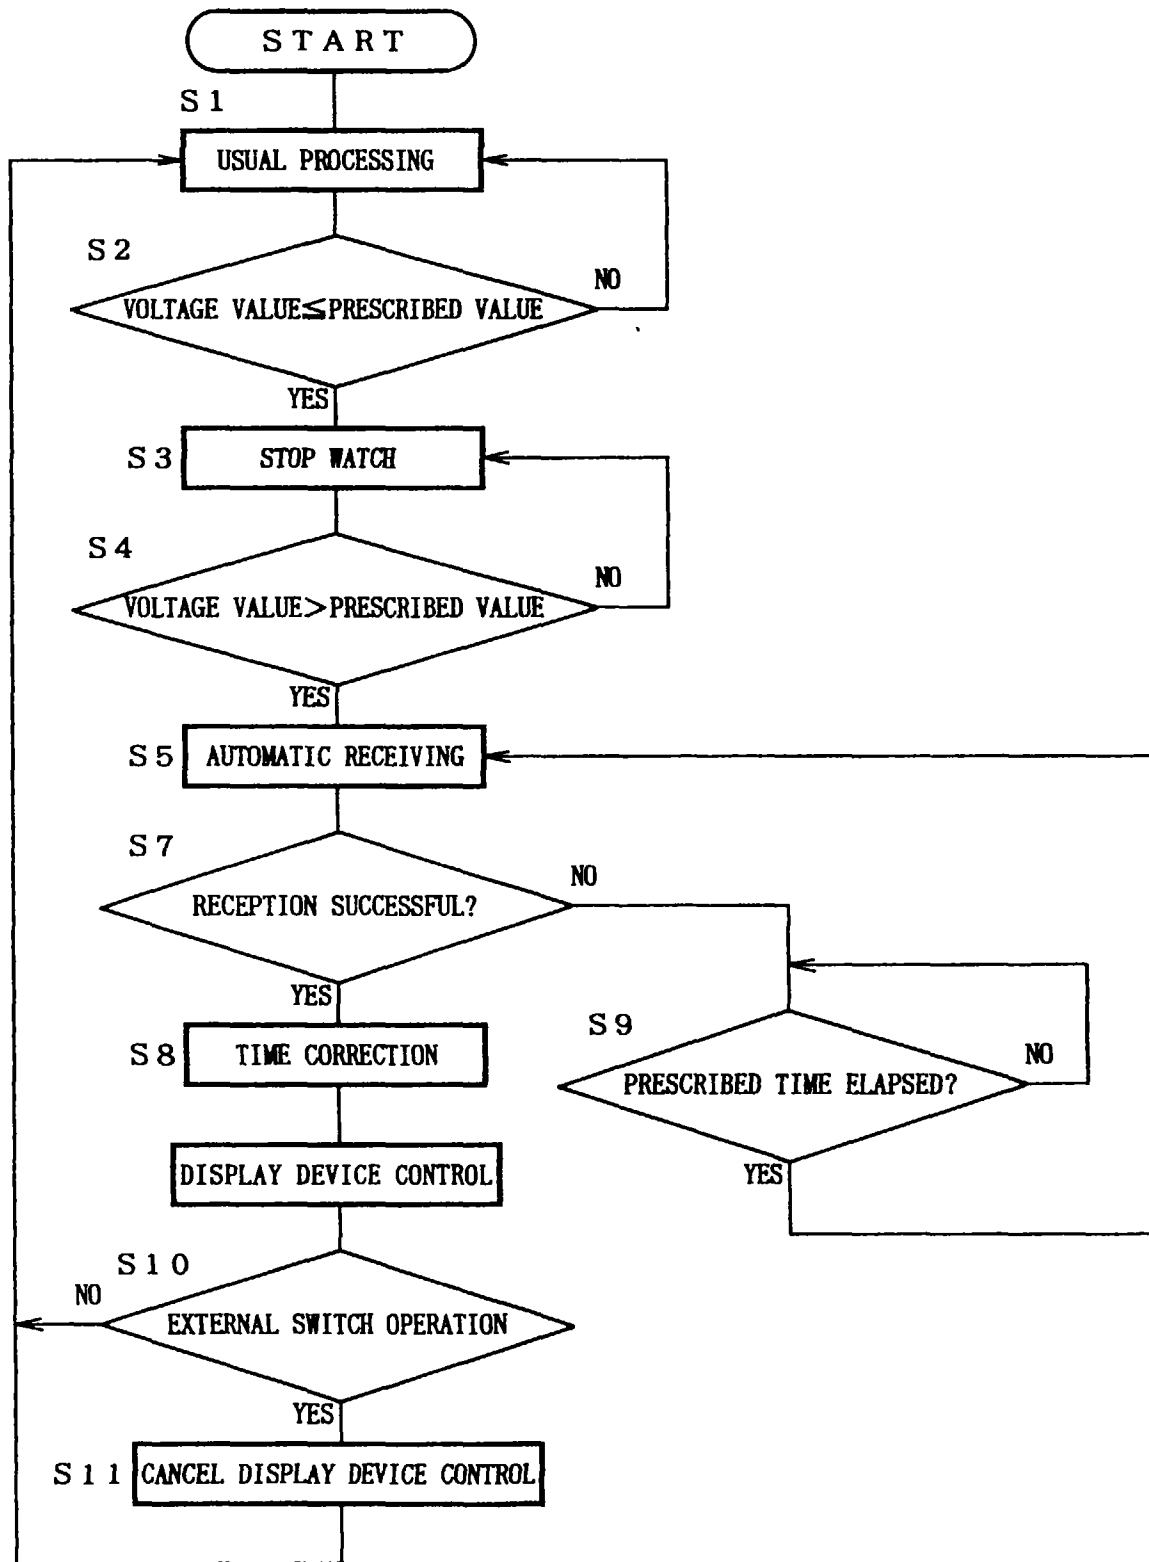 START
S1
USUAL PROCESSING
S2
NO
VOLTAGE VALUE≦PRESCRIBED VALUE
YES
S3
STOP WATCH
S4
NO
VOLTAGE VALUE>PRESCRIBED VALUE
YES
S5
AUTOMATIC RECEIVING
S7
NO
RECEPTION SUCCESSFUL?
YES
S9
S8
TIME CORRECTION
NO
PRESCRIBED TIME ELAPSED?
DISPLAY DEVICE CONTROL
YES
S10
NO
EXTERNAL SWITCH OPERATION
YES
S11
CANCEL DISPLAY DEVICE CONTROL